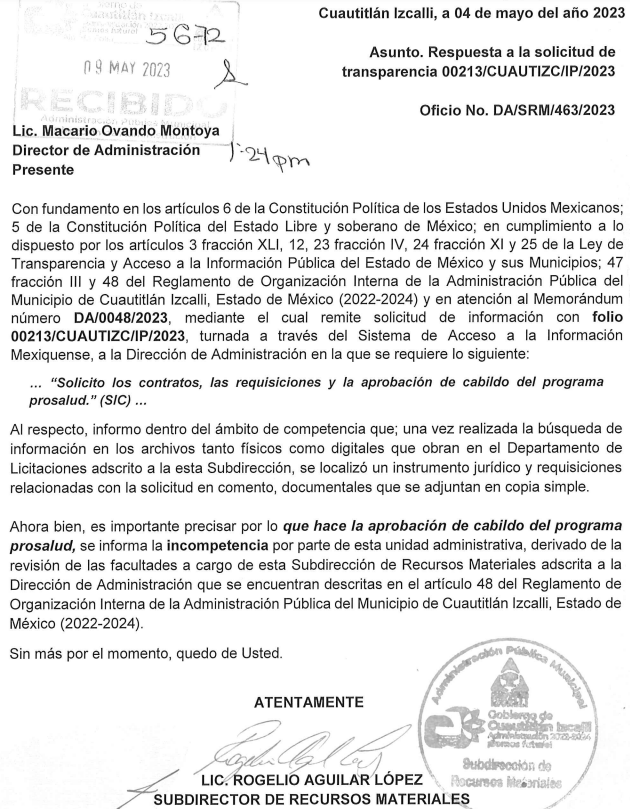 Cuautitlán Izcalli, a 04 de mayo del año 2023
5672
09 MAY 2023
RECIBIDO
Administración Pública Municipal
Asunto. Respuesta a la solicitud de
transparencia 00213/CUAUTIZC/IP/2023
Oficio No. DA/SRM/463/2023
Lic. Macario Ovando Montoya
Director de Administración
Presente
1:24 pm
Con fundamento en los artículos 6 de la Constitución Política de los Estados Unidos Mexicanos;
5 de la Constitución Política del Estado Libre y soberano de México; en cumplimiento a lo
dispuesto por los artículos 3 fracción XLI, 12, 23 fracción IV, 24 fracción XI y 25 de la Ley de
Transparencia y Acceso a la Información Pública del Estado de México y sus Municipios; 47
fracción III y 48 del Reglamento de Organización Interna de la Administración Pública del
Municipio de Cuautitlán Izcalli, Estado de México (2022-2024) y en atención al Memorándum
número DA/0048/2023, mediante el cual remite solicitud de información con folio
00213/CUAUTIZC/IP/2023, turnada a través del Sistema de Acceso a la Información
Mexiquense, a la Dirección de Administración en la que se requiere lo siguiente:
... “Solicito los contratos, las requisiciones y la aprobación de cabildo del programa
prosalud.” (SIC) ...
Al respecto, informo dentro del ámbito de competencia que; una vez realizada la búsqueda de
información en los archivos tanto físicos como digitales que obran en el Departamento de
Licitaciones adscrito a la esta Subdirección, se localizó un instrumento jurídico y requisiciones
relacionadas con la solicitud en comento, documentales que se adjuntan en copia simple.
Ahora bien, es importante precisar por lo que hace la aprobación de cabildo del programa
prosalud, se informa la incompetencia por parte de esta unidad administrativa, derivado de la
revisión de las facultades a cargo de esta Subdirección de Recursos Materiales adscrita a la
Dirección de Administración que se encuentran descritas en el artículo 48 del Reglamento de
Organización Interna de la Administración Pública del Municipio de Cuautitlán Izcalli, Estado de
México (2022-2024).
Sin más por el momento, quedo de Usted.
Administración Pública Municipal
Gobierno de
Cuautitlán Izcalli
Administración 2022-2024
Subdirección de
Recursos Materiales
ATENTAMENTE
LIC. ROGELIO AGUILAR LÓPEZ
SUBDIRECTOR DE RECURSOS MATERIALES